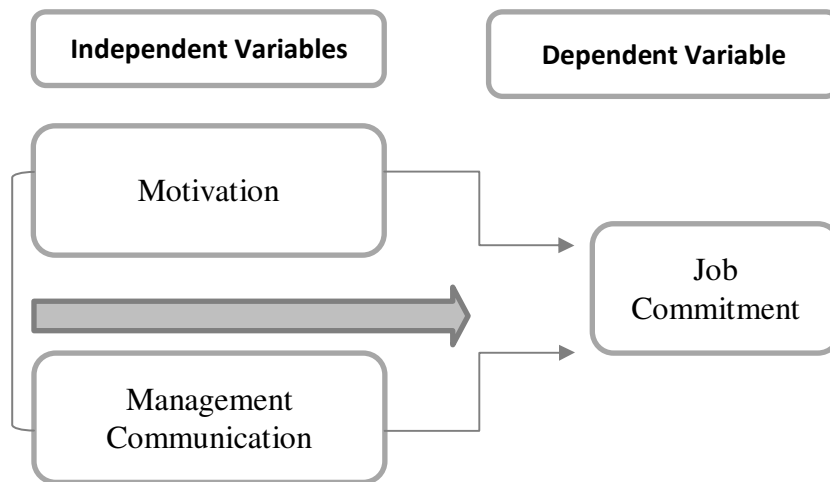 Independent Variables
Dependent Variable
Motivation
Job
Commitment
Management
Communication